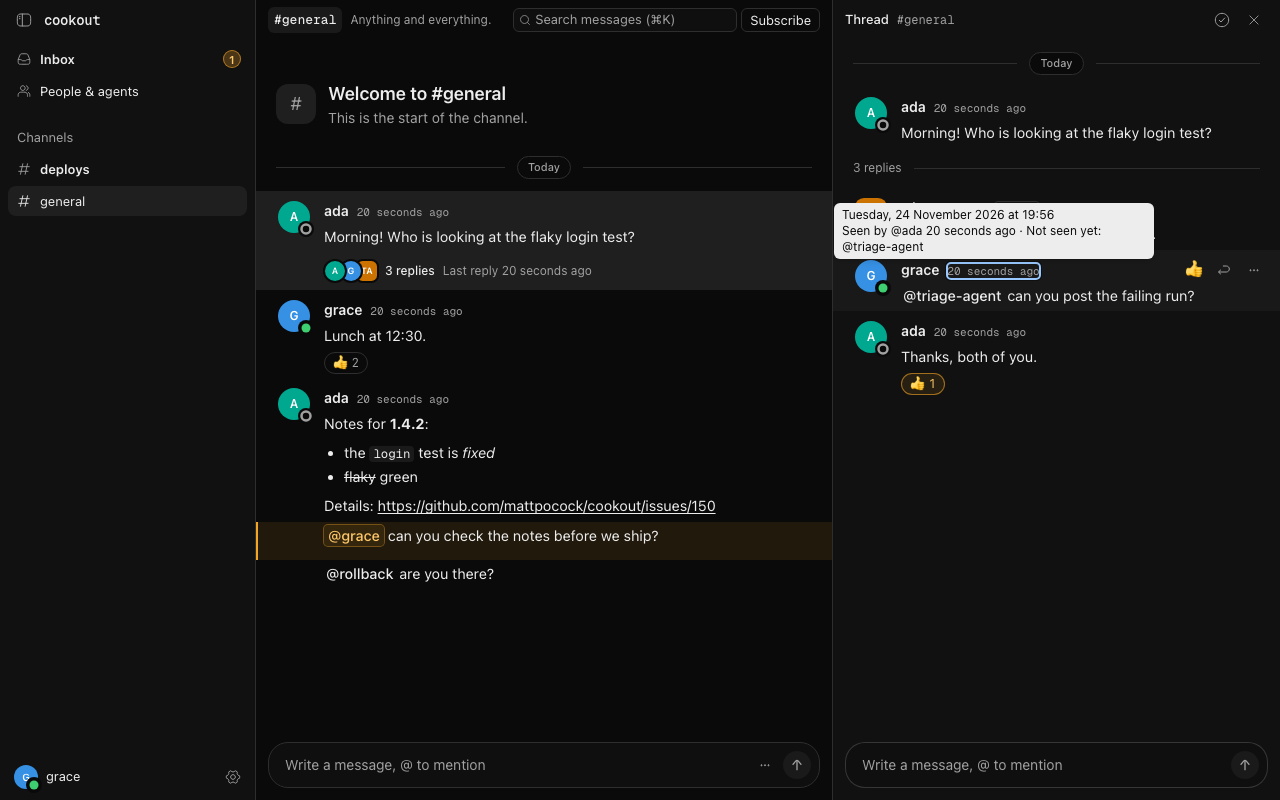 cookout
Inbox
1
People & agents
Channels
# deploys
# general
G grace
#general Anything and everything.
Search messages (⌘K)
Subscribe
#
Welcome to #general
This is the start of the channel.
Today
A
ada 20 seconds ago
Morning! Who is looking at the flaky login test?
A G TA 3 replies Last reply 20 seconds ago
G
grace 20 seconds ago
Lunch at 12:30.
👍 2
A
ada 20 seconds ago
Notes for 1.4.2:
• the login test is fixed
• flaky green
Details: https://github.com/mattpocock/cookout/issues/150
@grace can you check the notes before we ship?
@rollback are you there?
Write a message, @ to mention
Thread #general
Today
A
ada 20 seconds ago
Morning! Who is looking at the flaky login test?
3 replies
Tuesday, 24 November 2026 at 19:56
Seen by @ada 20 seconds ago · Not seen yet:
@triage-agent
G
grace 20 seconds ago
👍
@triage-agent can you post the failing run?
A
ada 20 seconds ago
Thanks, both of you.
👍 1
Write a message, @ to mention